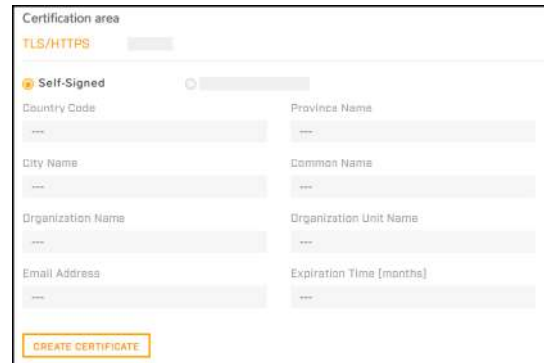 Certification area
TLS/HTTPS
Self-Signed
Country Code Province Name
--- ---
City Name Common Name
--- ---
Organization Name Organization Unit Name
--- ---
Email Address Expiration Time [months]
--- ---
CREATE CERTIFICATE